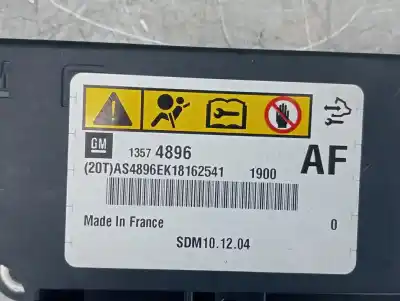 GM 1357 4896 AF
(20T)AS4896EK18162541 1900
Made In France 0
SDM10.12.04